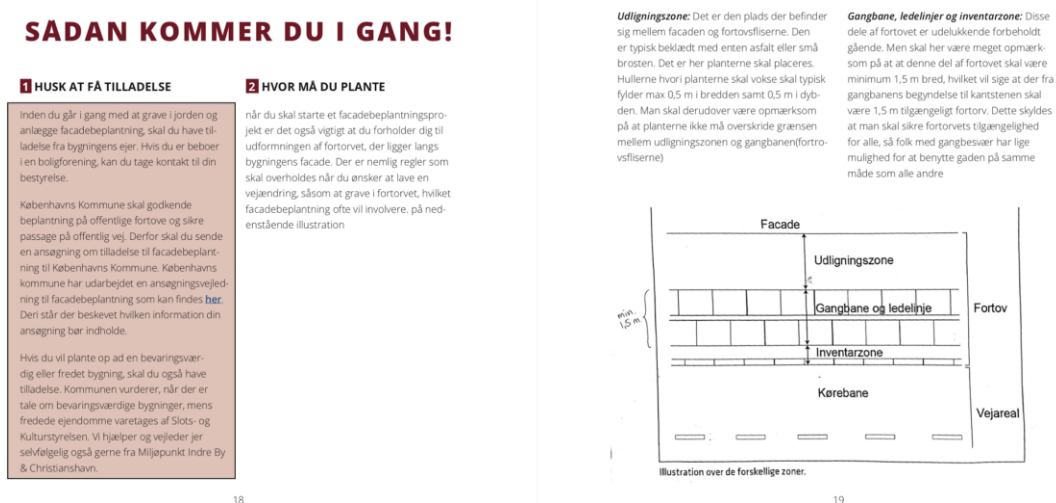 SÅDAN KOMMER DU I GANG!
1 HUSK AT FÅ TILLADELSE
Inden du går i gang med at grave i jorden og
anlægge facadebeplantning, skal du have til-
ladelse fra bygningens ejer. Hvis du er beboer
i en boligforening, kan du tage kontakt til din
bestyrelse.
Københavns Kommune skal godkende
beplantning på offentlige fortove og sikre
passage på offentlig vej. Derfor skal du sende
en ansøgning om tilladelse til facadebeplant-
ning til Københavns Kommune. Københavns
kommune har udarbejdet en ansøgningsvejled-
ning til facadebeplantning som kan findes her.
Deri står der beskevet hvilken information din
ansøgning bør indholde.
Hvis du vil plante op ad en bevaringsvær-
dig eller fredet bygning, skal du også have
tilladelse. Kommunen vurderer, når der er
tale om bevaringsværdige bygninger, mens
fredede ejendomme varetages af Slots- og
Kulturstyrelsen. Vi hjælper og vejleder jer
selvfølgelig også gerne fra Miljøpunkt Indre By
& Christianshavn.
2 HVOR MÅ DU PLANTE
når du skal starte et facadebeplantningspro-
jekt er det også vigtigt at du forholder dig til
udformningen af fortorvet, der ligger langs
bygningens facade. Der er nemlig regler som
skal overholdes når du ønsker at lave en
vejændring, såsom at grave i fortorvet, hvilket
facadebeplantning ofte vil involvere. på ned-
enstående illustration
18
Udligningszone: Det er den plads der befinder
sig mellem facaden og fortovsfliserne. Den
er typisk beklædt med enten asfalt eller små
brosten. Det er her planterne skal placeres.
Hullerne hvori planterne skal vokse skal typisk
fylder max 0,5 m i bredden samt 0,5 m i dyb-
den. Man skal derudover være opmærksom
på at planterne ikke må overskride grænsen
mellem udligningszonen og gangbanen(fortro-
vsfliserne)
Gangbane, ledelinjer og inventarzone: Disse
dele af fortovet er udelukkende forbeholdt
gående. Men skal her være meget opmærk-
som på at at denne del af fortovet skal være
minimum 1,5 m bred, hvilket vil sige at der fra
gangbanens begyndelse til kantstenen skal
være 1,5 m tilgængeligt fortorv. Dette skyldes
at man skal sikre fortorvets tilgængelighed
for alle, så folk med gangbesvær har lige
mulighed for at benytte gaden på samme
måde som alle andre
Facade
Udligningszone
min.
1,5 m.
Gangbane og ledelinje
Fortov
Inventarzone
Kørebane
Vejareal
Illustration over de forskellige zoner.
19